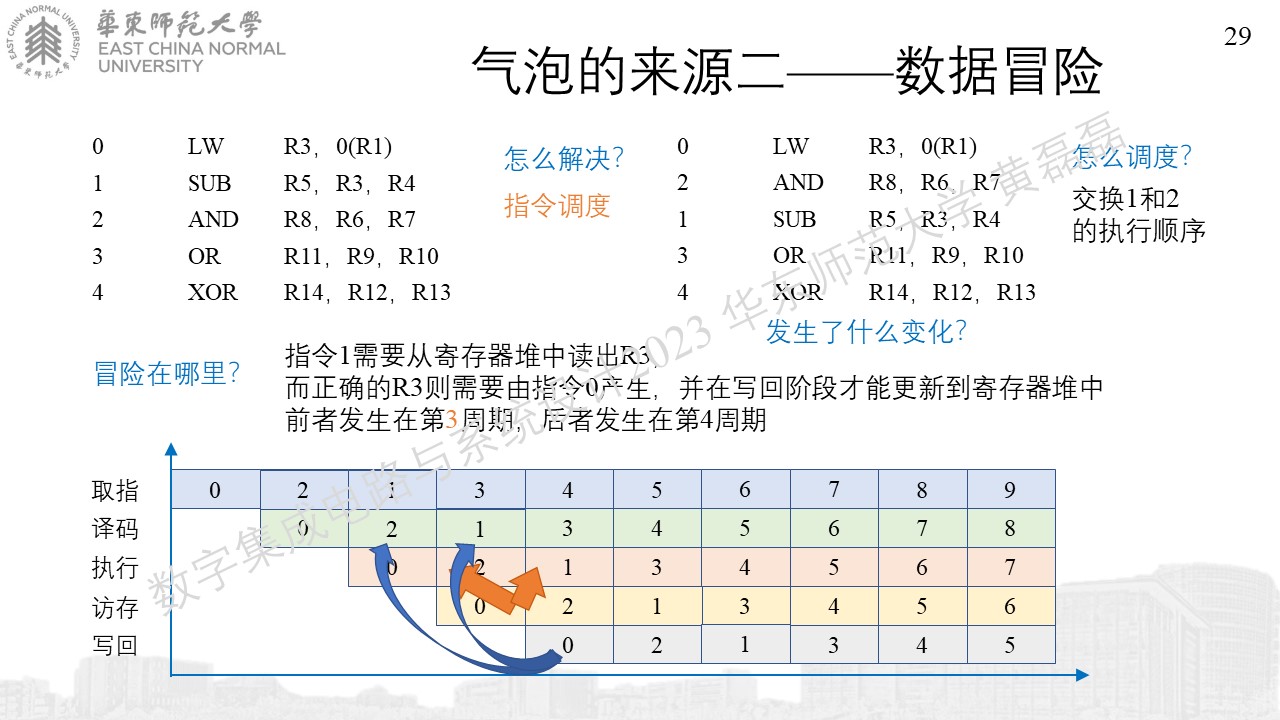 華東師范大學
EAST CHINA NORMAL
UNIVERSITY
29
气泡的来源二——数据冒险
0 LW R3，0(R1)
1 SUB R5，R3，R4
2 AND R8，R6，R7
3 OR R11，R9，R10
4 XOR R14，R12，R13
怎么解决？
指令调度
0 LW R3，0(R1)
2 AND R8，R6，R7
1 SUB R5，R3，R4
3 OR R11，R9，R10
4 XOR R14，R12，R13
怎么调度？
交换1和2
的执行顺序
发生了什么变化？
冒险在哪里？
指令1需要从寄存器堆中读出R3
而正确的R3则需要由指令0产生，并在写回阶段才能更新到寄存器堆中
前者发生在第3周期，后者发生在第4周期
取指 0 2 1 3 4 5 6 7 8 9
译码 0 2 1 3 4 5 6 7 8
执行 0 2 1 3 4 5 6 7
访存 0 2 1 3 4 5 6
写回 0 2 1 3 4 5
数字集成电路与系统设计2023 华东师范大学 黄磊磊